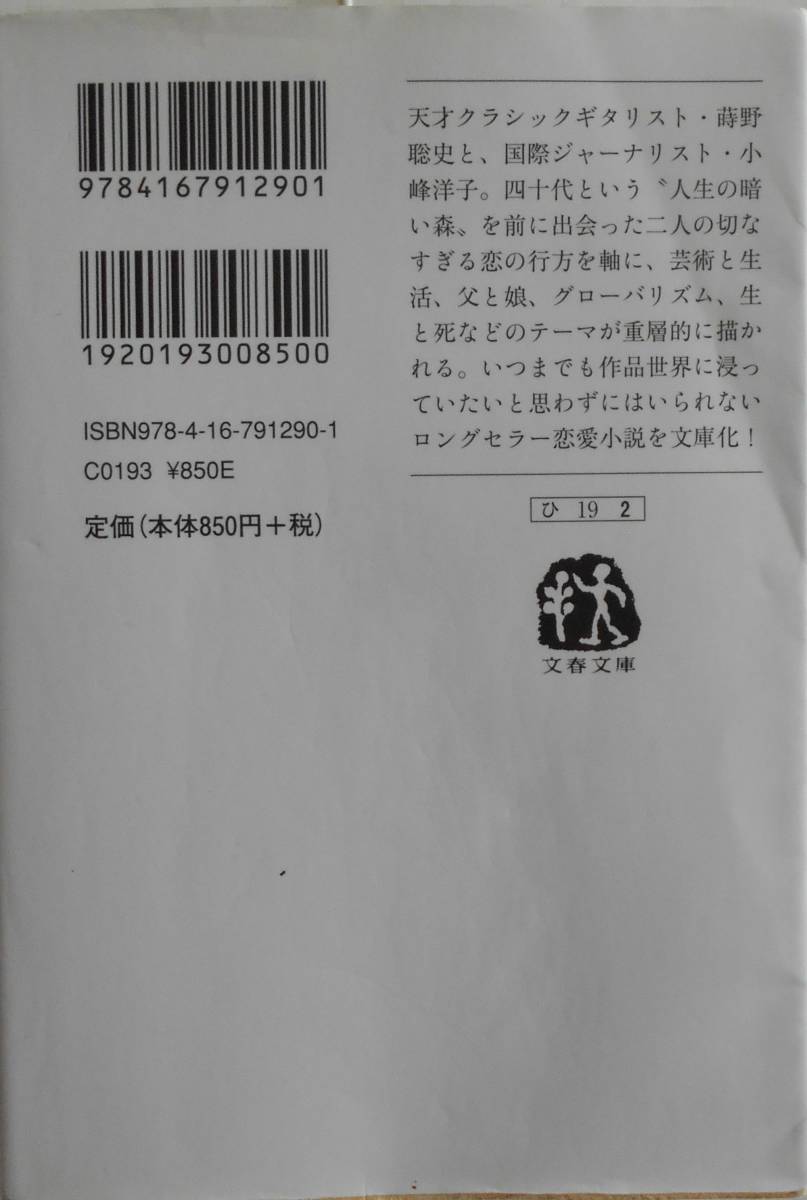 9784167912901
1920193008500
ISBN978-4-16-791290-1
C0193 ¥850E
定価(本体850円+税)
天才クラシックギタリスト・蒔野
聡史と、国際ジャーナリスト・小
峰洋子。四十代という〝人生の暗
い森〟を前に出会った二人の切な
すぎる恋の行方を軸に、芸術と生
活、父と娘、グローバリズム、生
と死などのテーマが重層的に描か
れる。いつまでも作品世界に浸っ
ていたいと思わずにはいられない
ロングセラー恋愛小説を文庫化!
ひ 19 2
文春文庫